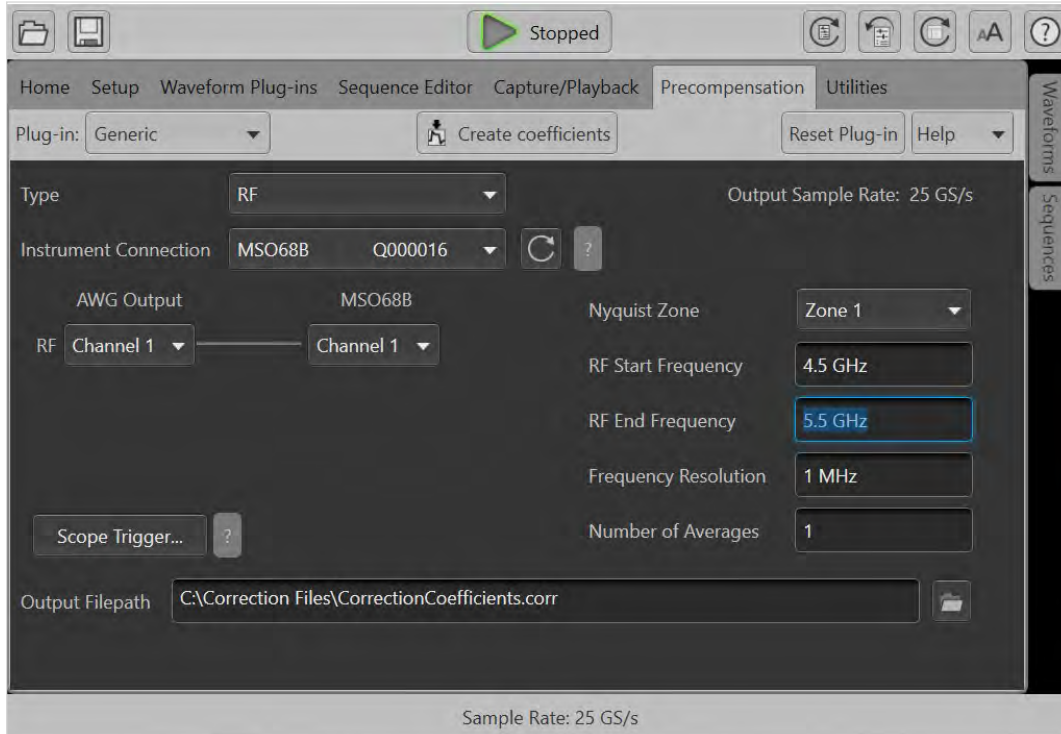 Stopped
AA
?
Home Setup Waveform Plug-ins Sequence Editor Capture/Playback Precompensation Utilities
Plug-in: Generic Create coefficients Reset Plug-in Help
Type RF Output Sample Rate: 25 GS/s
Instrument Connection MSO68B Q000016 ?
AWG Output MSO68B
RF Channel 1 Channel 1
Nyquist Zone Zone 1
RF Start Frequency 4.5 GHz
RF End Frequency 5.5 GHz
Frequency Resolution 1 MHz
Number of Averages 1
Scope Trigger... ?
Output Filepath C:\Correction Files\CorrectionCoefficients.corr
Waveforms
Sequences
Sample Rate: 25 GS/s